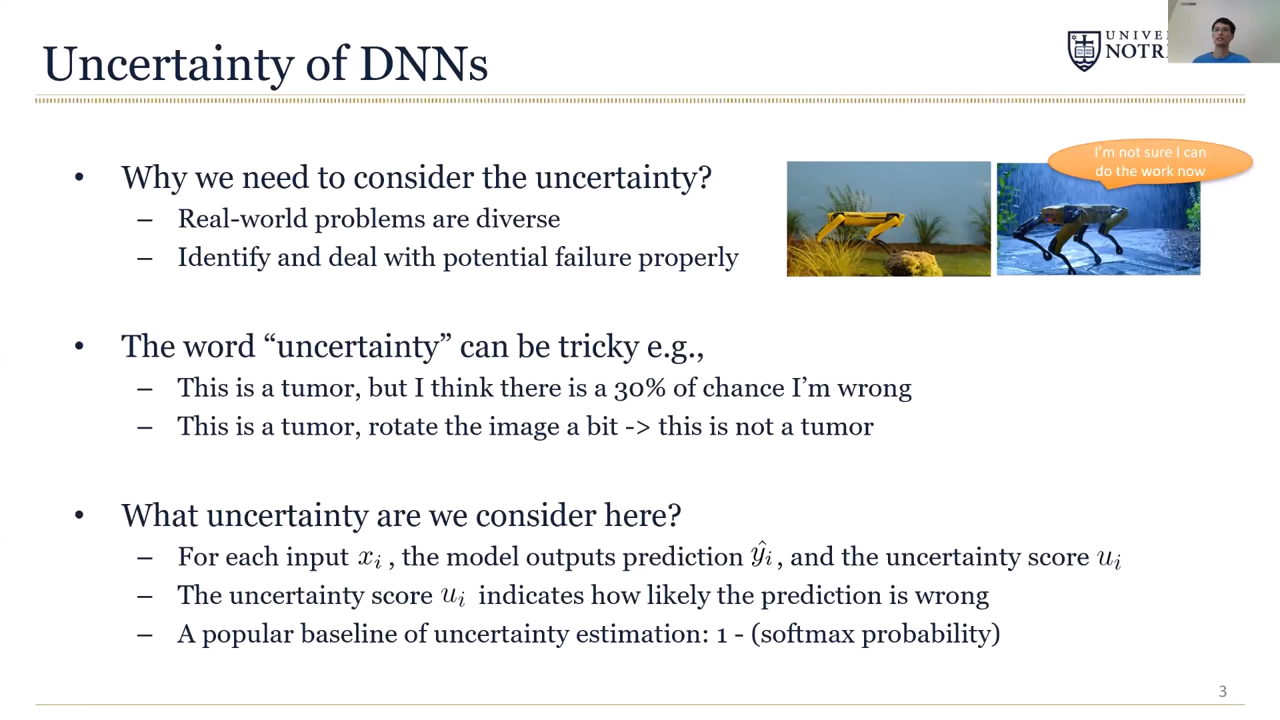 Uncertainty of DNNs
UNIVE
NOTR
• Why we need to consider the uncertainty?
– Real-world problems are diverse
– Identify and deal with potential failure properly
I'm not sure I can
do the work now
• The word “uncertainty” can be tricky e.g.,
– This is a tumor, but I think there is a 30% of chance I'm wrong
– This is a tumor, rotate the image a bit -> this is not a tumor
• What uncertainty are we consider here?
– For each input xᵢ , the model outputs prediction ŷᵢ , and the uncertainty score uᵢ
– The uncertainty score uᵢ indicates how likely the prediction is wrong
– A popular baseline of uncertainty estimation: 1 - (softmax probability)
3